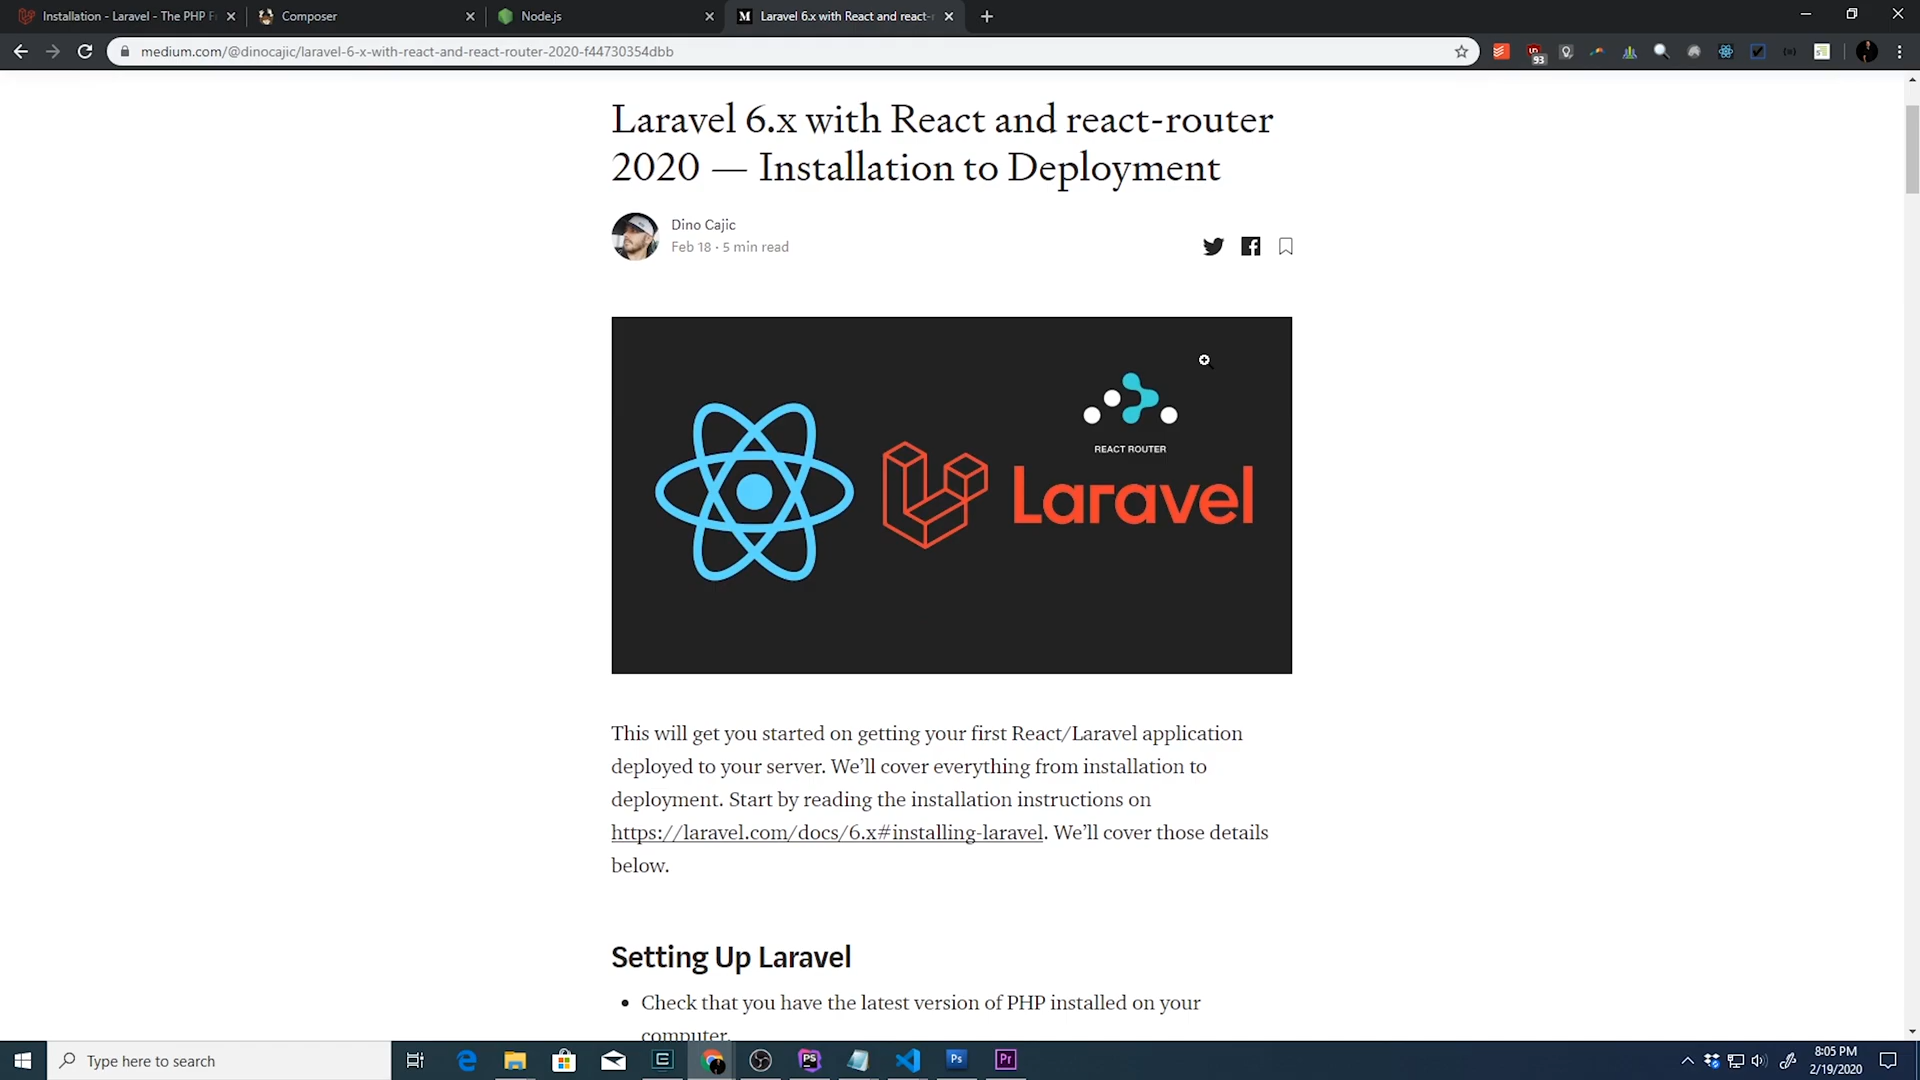 Installation - Laravel - The PHP Fr
Composer
Node.js
M
Laravel 6.x with React and react-r
medium.com/@dinocajic/laravel-6-x-with-react-and-react-router-2020-f44730354dbb
93
Laravel 6.x with React and react-router
2020 — Installation to Deployment
Dino Cajic
Feb 18 · 5 min read
REACT ROUTER
Laravel
This will get you started on getting your first React/Laravel application
deployed to your server. We’ll cover everything from installation to
deployment. Start by reading the installation instructions on
https://laravel.com/docs/6.x#installing-laravel. We’ll cover those details
below.
Setting Up Laravel
Check that you have the latest version of PHP installed on your
computer.
Type here to search
PS
Ps
Pr
8:05 PM
2/19/2020